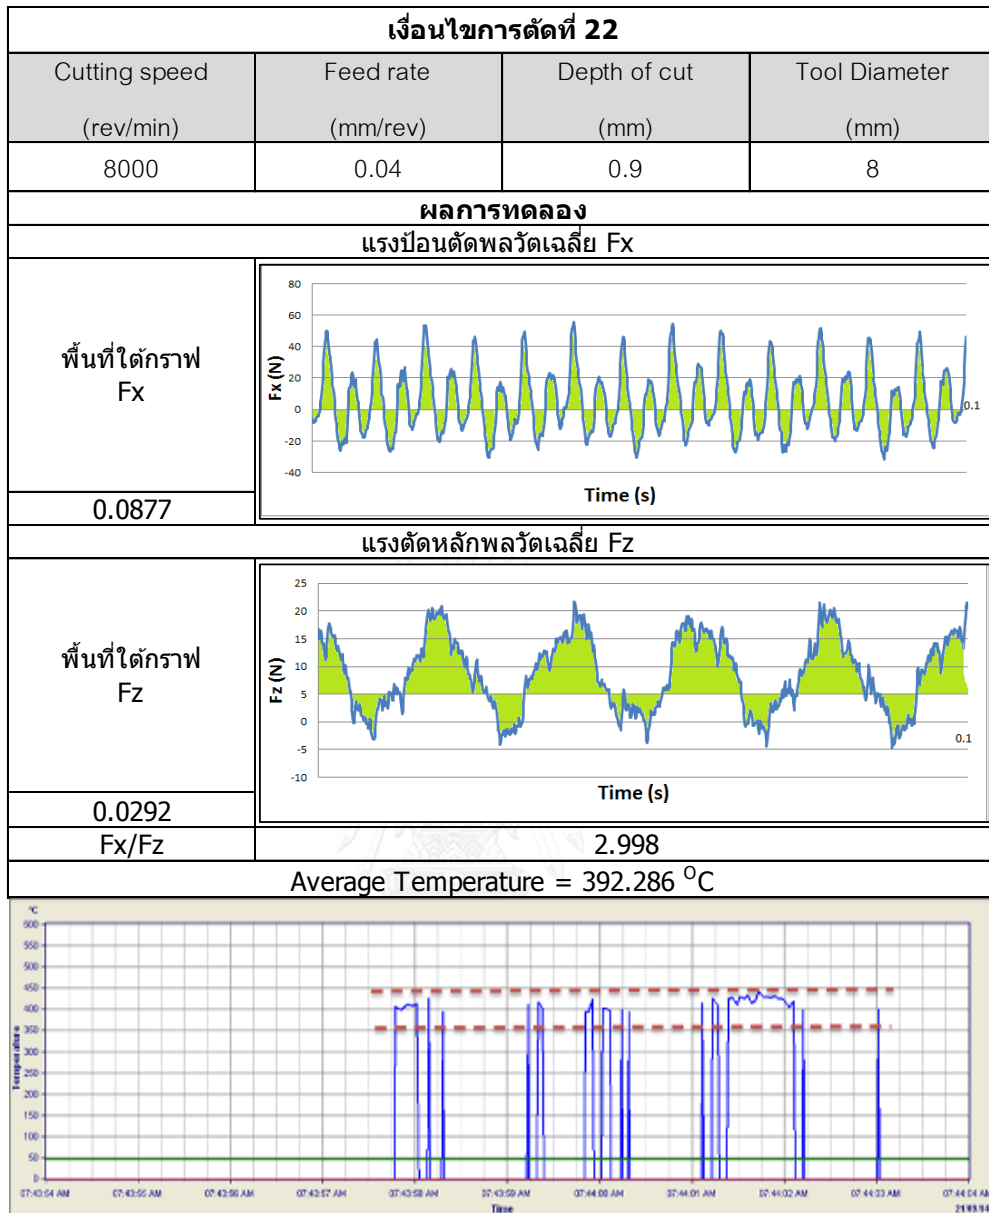 เงื่อนไขการตัดที่ 22
Cutting speed (rev/min)
Feed rate (mm/rev)
Depth of cut (mm)
Tool Diameter (mm)
8000
0.04
0.9
8
ผลการทดลอง
แรงป้อนตัดพลวัตเฉลี่ย Fx
พื้นที่ใต้กราฟ
Fx
0.0877
80
60
40
20
0
-20
-40
Fx (N)
0.1
Time (s)
แรงตัดหลักพลวัตเฉลี่ย Fz
พื้นที่ใต้กราฟ
Fz
0.0292
25
20
15
10
5
0
-5
-10
Fz (N)
0.1
Time (s)
Fx/Fz
2.998
Average Temperature = 392.286 OC
°C
600
550
500
450
400
350
300
250
200
150
100
50
0
Temperature
07:43:54 AM
07:43:55 AM
07:43:56 AM
07:43:57 AM
07:43:58 AM
07:43:59 AM
07:44:00 AM
07:44:01 AM
07:44:02 AM
07:44:03 AM
07:44:04 AM
Time